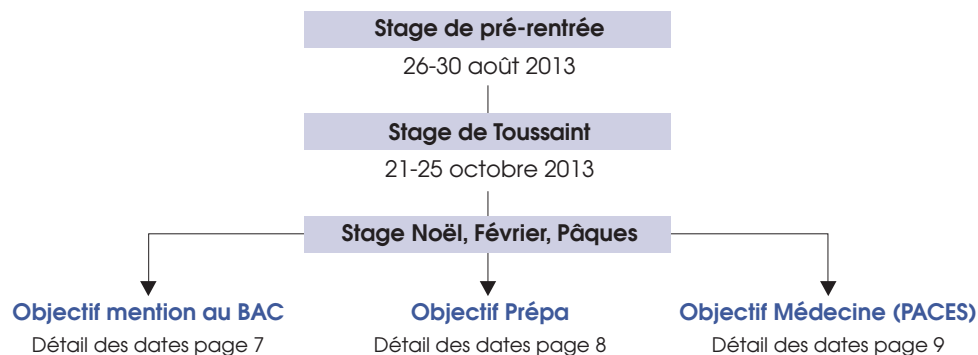 Stage de pré-rentrée
26-30 août 2013
Stage de Toussaint
21-25 octobre 2013
Stage Noël, Février, Pâques
Objectif mention au BAC
Détail des dates page 7
Objectif Prépa
Détail des dates page 8
Objectif Médecine (PACES)
Détail des dates page 9